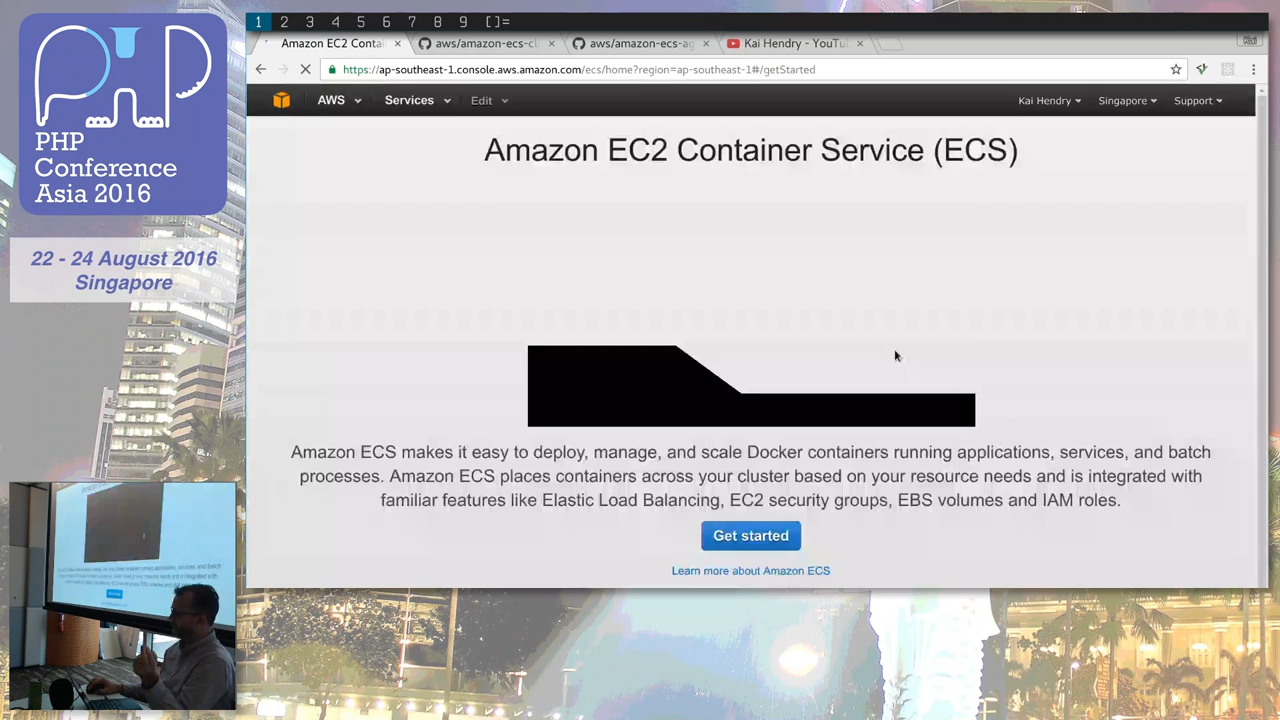 1 2 3 4 5 6 7 8 9 []=
Amazon EC2 Contai
aws/amazon-ecs-cl
aws/amazon-ecs-ag
Kai Hendry - YouTu
Kai
https://ap-southeast-1.console.aws.amazon.com/ecs/home?region=ap-southeast-1#/getStarted
AWS Services Edit Kai Hendry Singapore Support
PHP
Conference
Asia 2016
22 - 24 August 2016
Singapore
Amazon EC2 Container Service (ECS)
Amazon ECS makes it easy to deploy, manage, and scale Docker containers running applications, services, and batch
processes. Amazon ECS places containers across your cluster based on your resource needs and is integrated with
familiar features like Elastic Load Balancing, EC2 security groups, EBS volumes and IAM roles.
Get started
Learn more about Amazon ECS